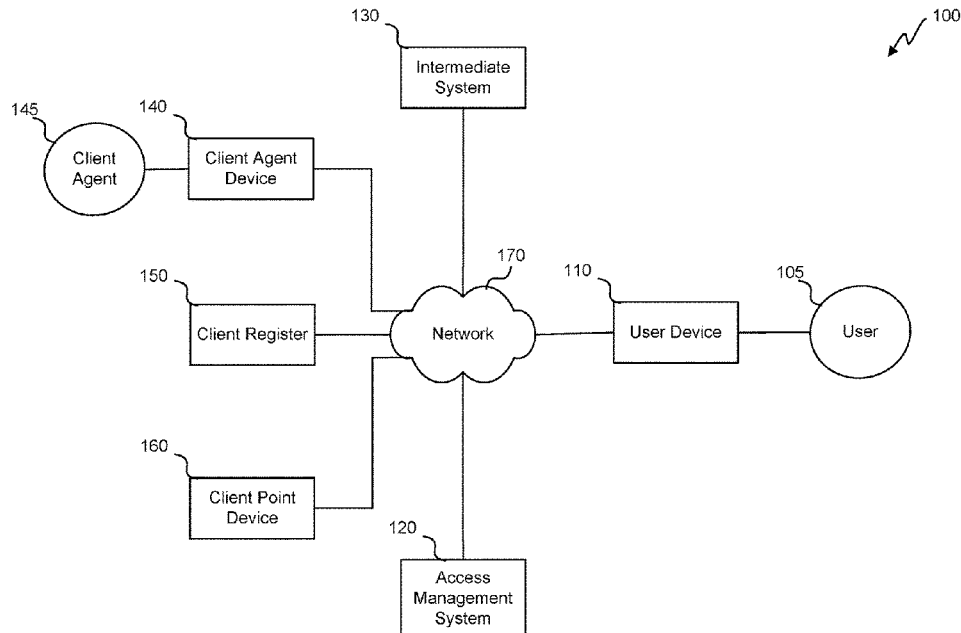 130
100
Intermediate
System
145
140
Client
Agent
Client Agent
Device
150
170
110
105
Client Register
Network
User Device
User
160
Client Point
Device
120
Access
Management
System